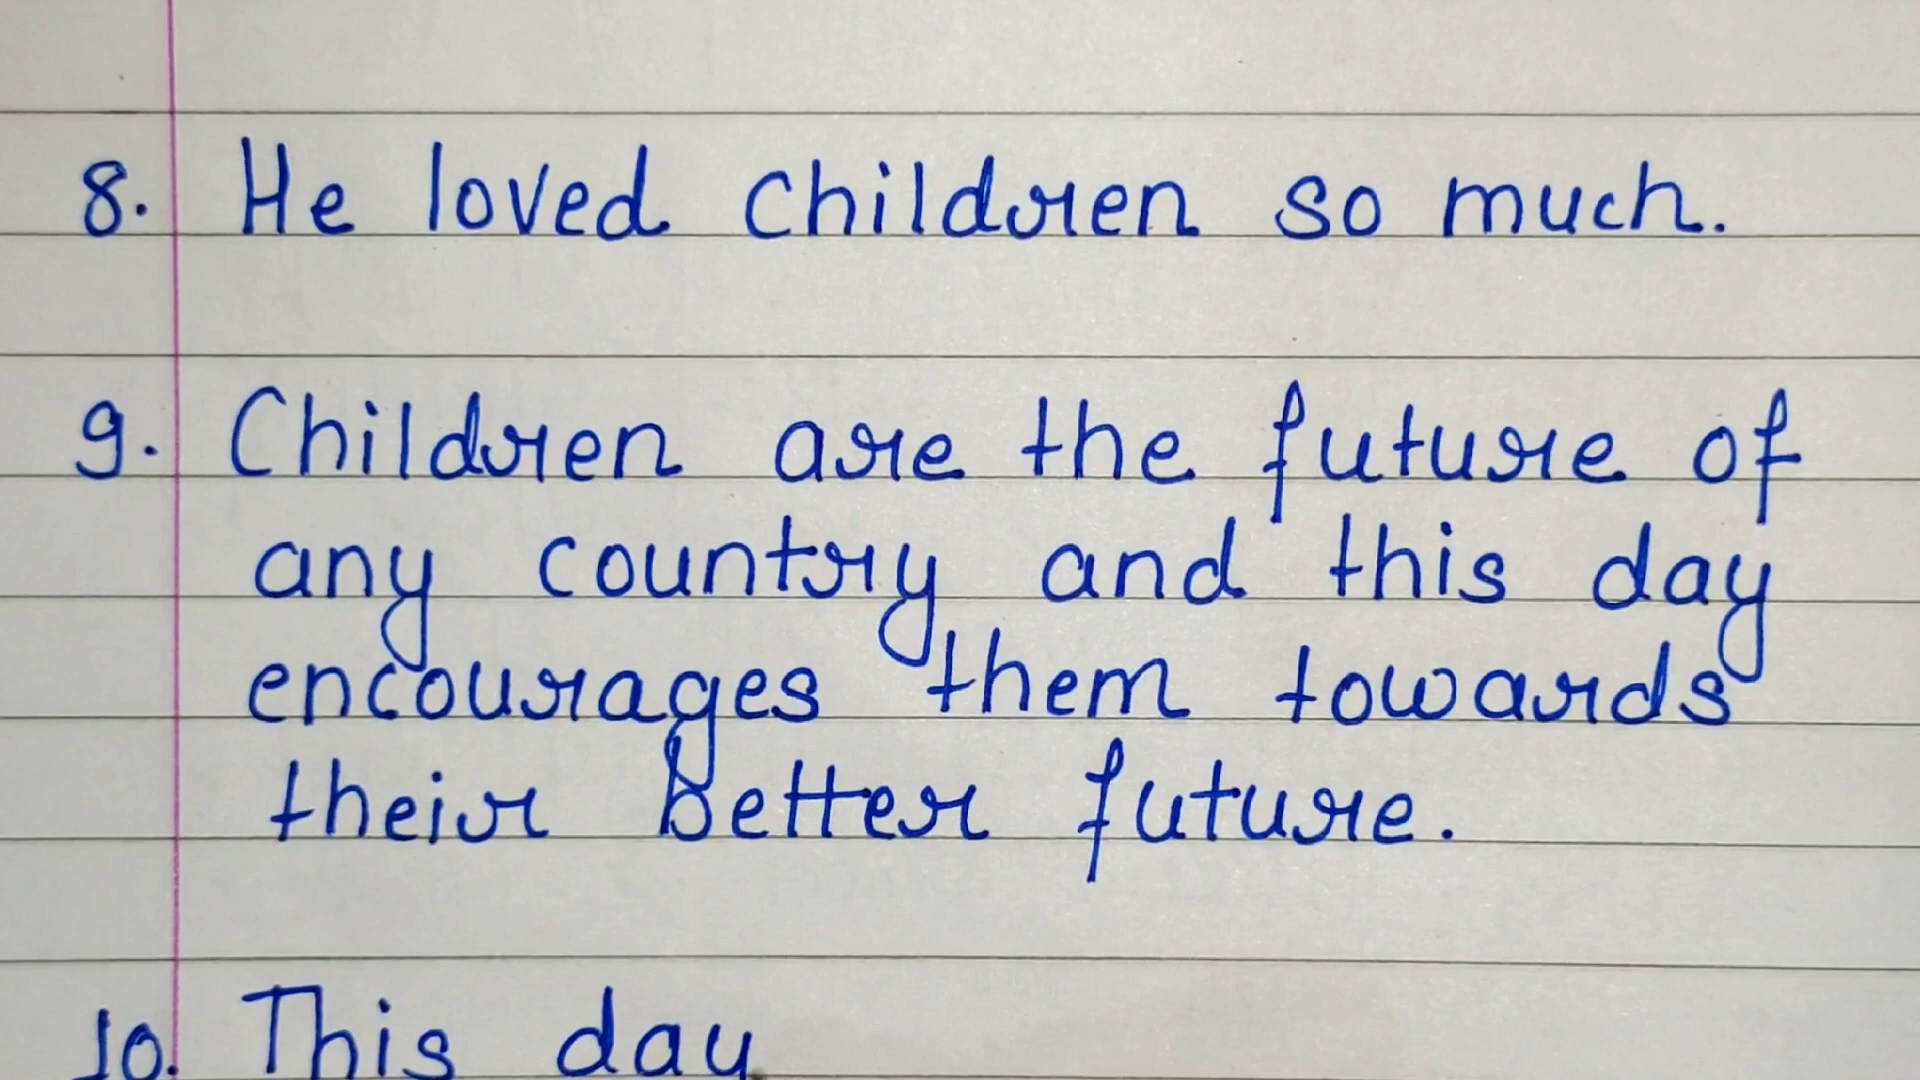 8. He loved children so much.
9. Children are the future of
any country and this day
encourages them towards
their better future.
10. This day